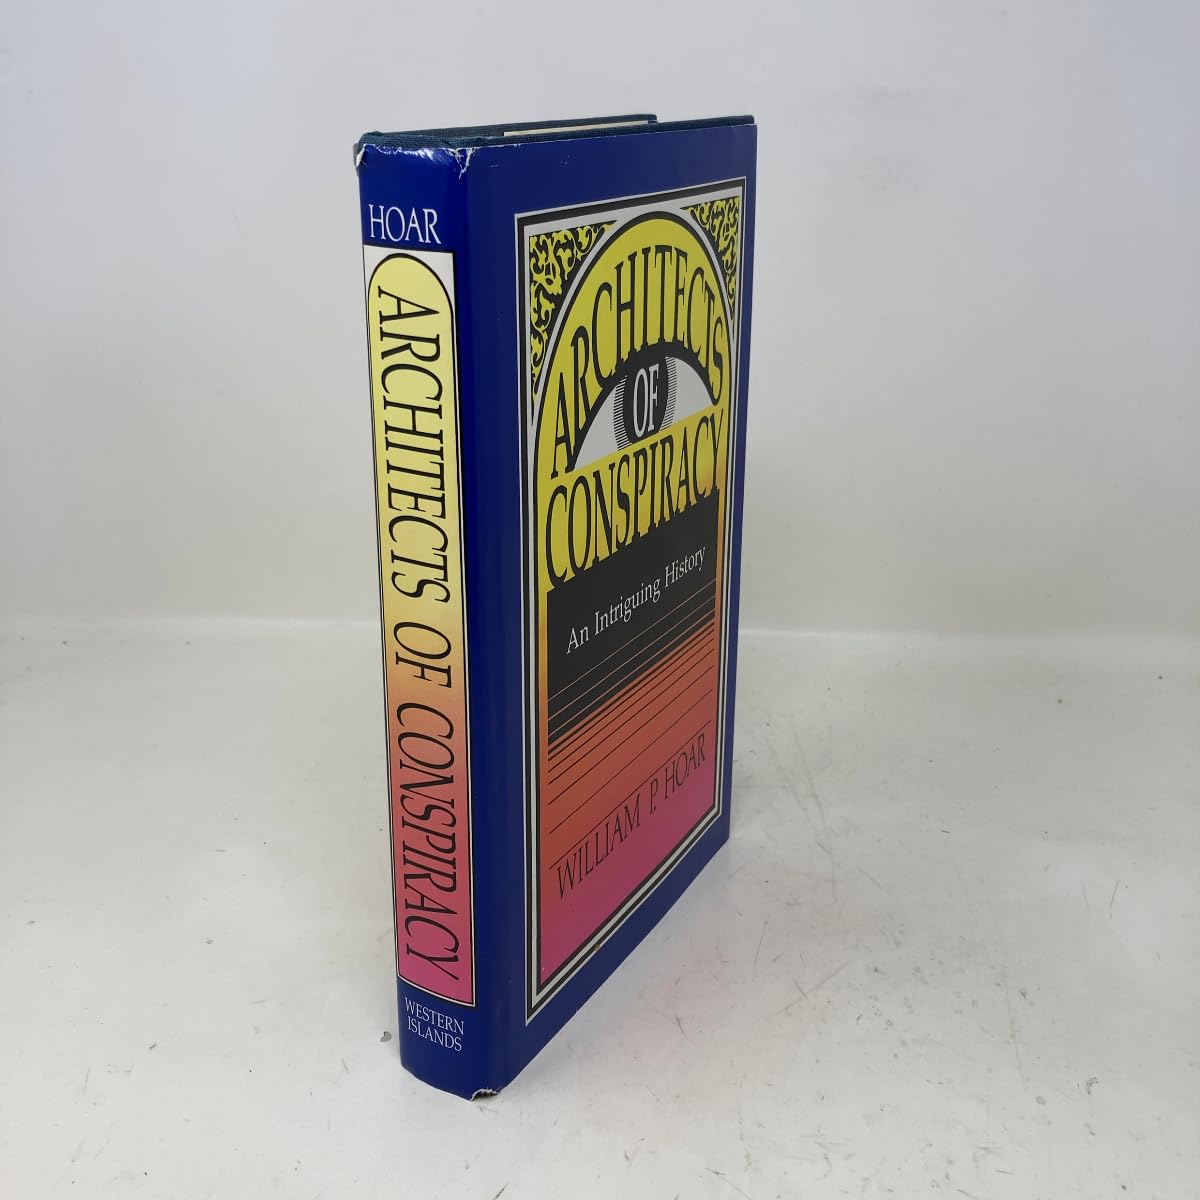 HOAR
ARCHITECTS OF CONSPIRACY
WESTERN
ISLANDS
ARCHITECTS
OF
CONSPIRACY
An Intriguing History
WILLIAM P. HOAR